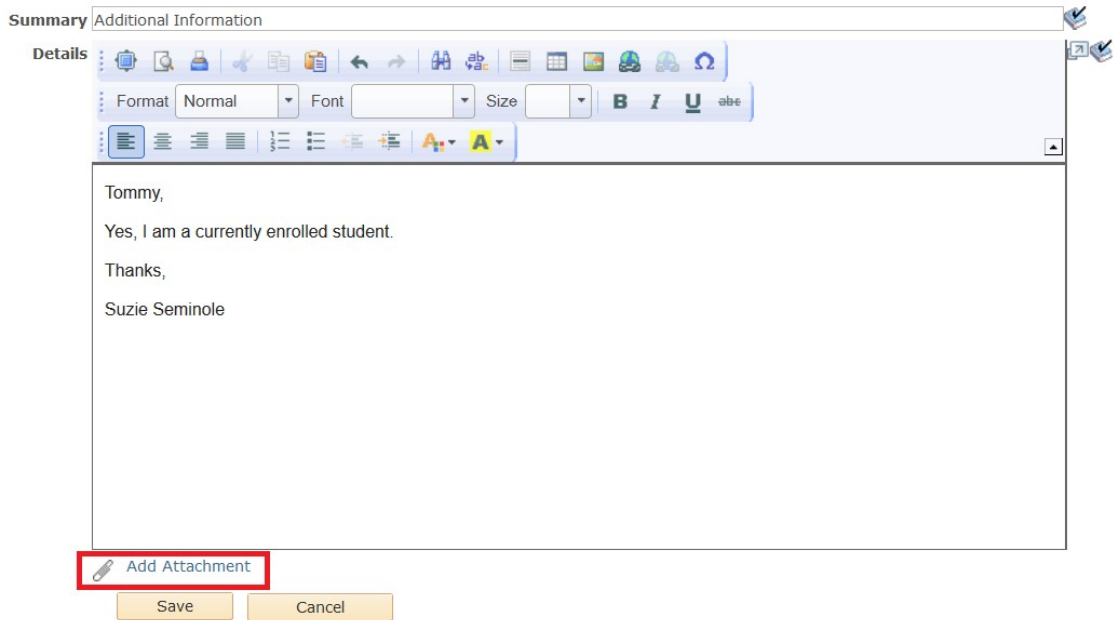 Summary Additional Information
Details
Format Normal Font Size B I U abc
A A
Tommy,
Yes, I am a currently enrolled student.
Thanks,
Suzie Seminole
Add Attachment
Save Cancel